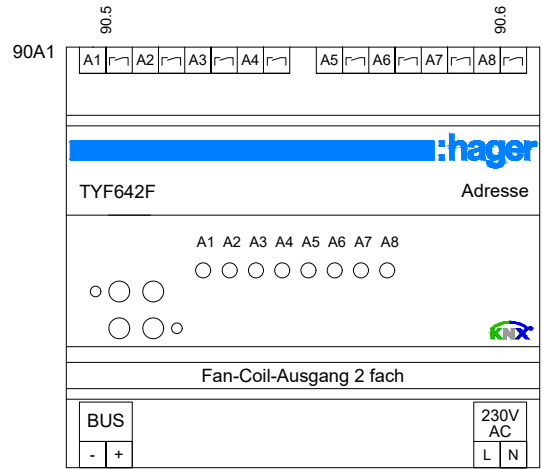 90.5 90.6
90A1
A1 A2 A3 A4 A5 A6 A7 A8
:hager
TYF642F Adresse
A1 A2 A3 A4 A5 A6 A7 A8
KNX
Fan-Coil-Ausgang 2 fach
BUS 230V
AC
- + L N